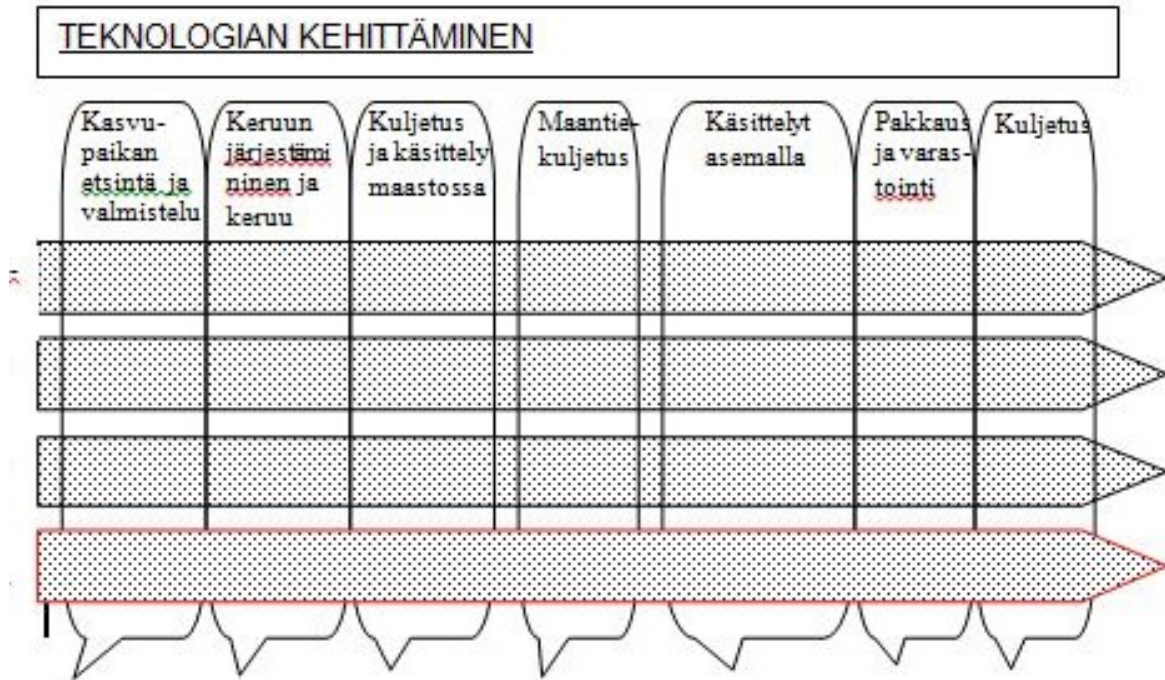 TEKNOLOGIAN KEHITTÄMINEN
Kasvu-
paikan
etsintä ja
valmistelu
Keruun
järjestämi
ninen ja
keruu
Kuljetus
ja käsittely
maastossa
Maantie-
kuljetus
Käsittelyt
asemalla
Pakkaus
ja varas-
tointi
Kuljetus